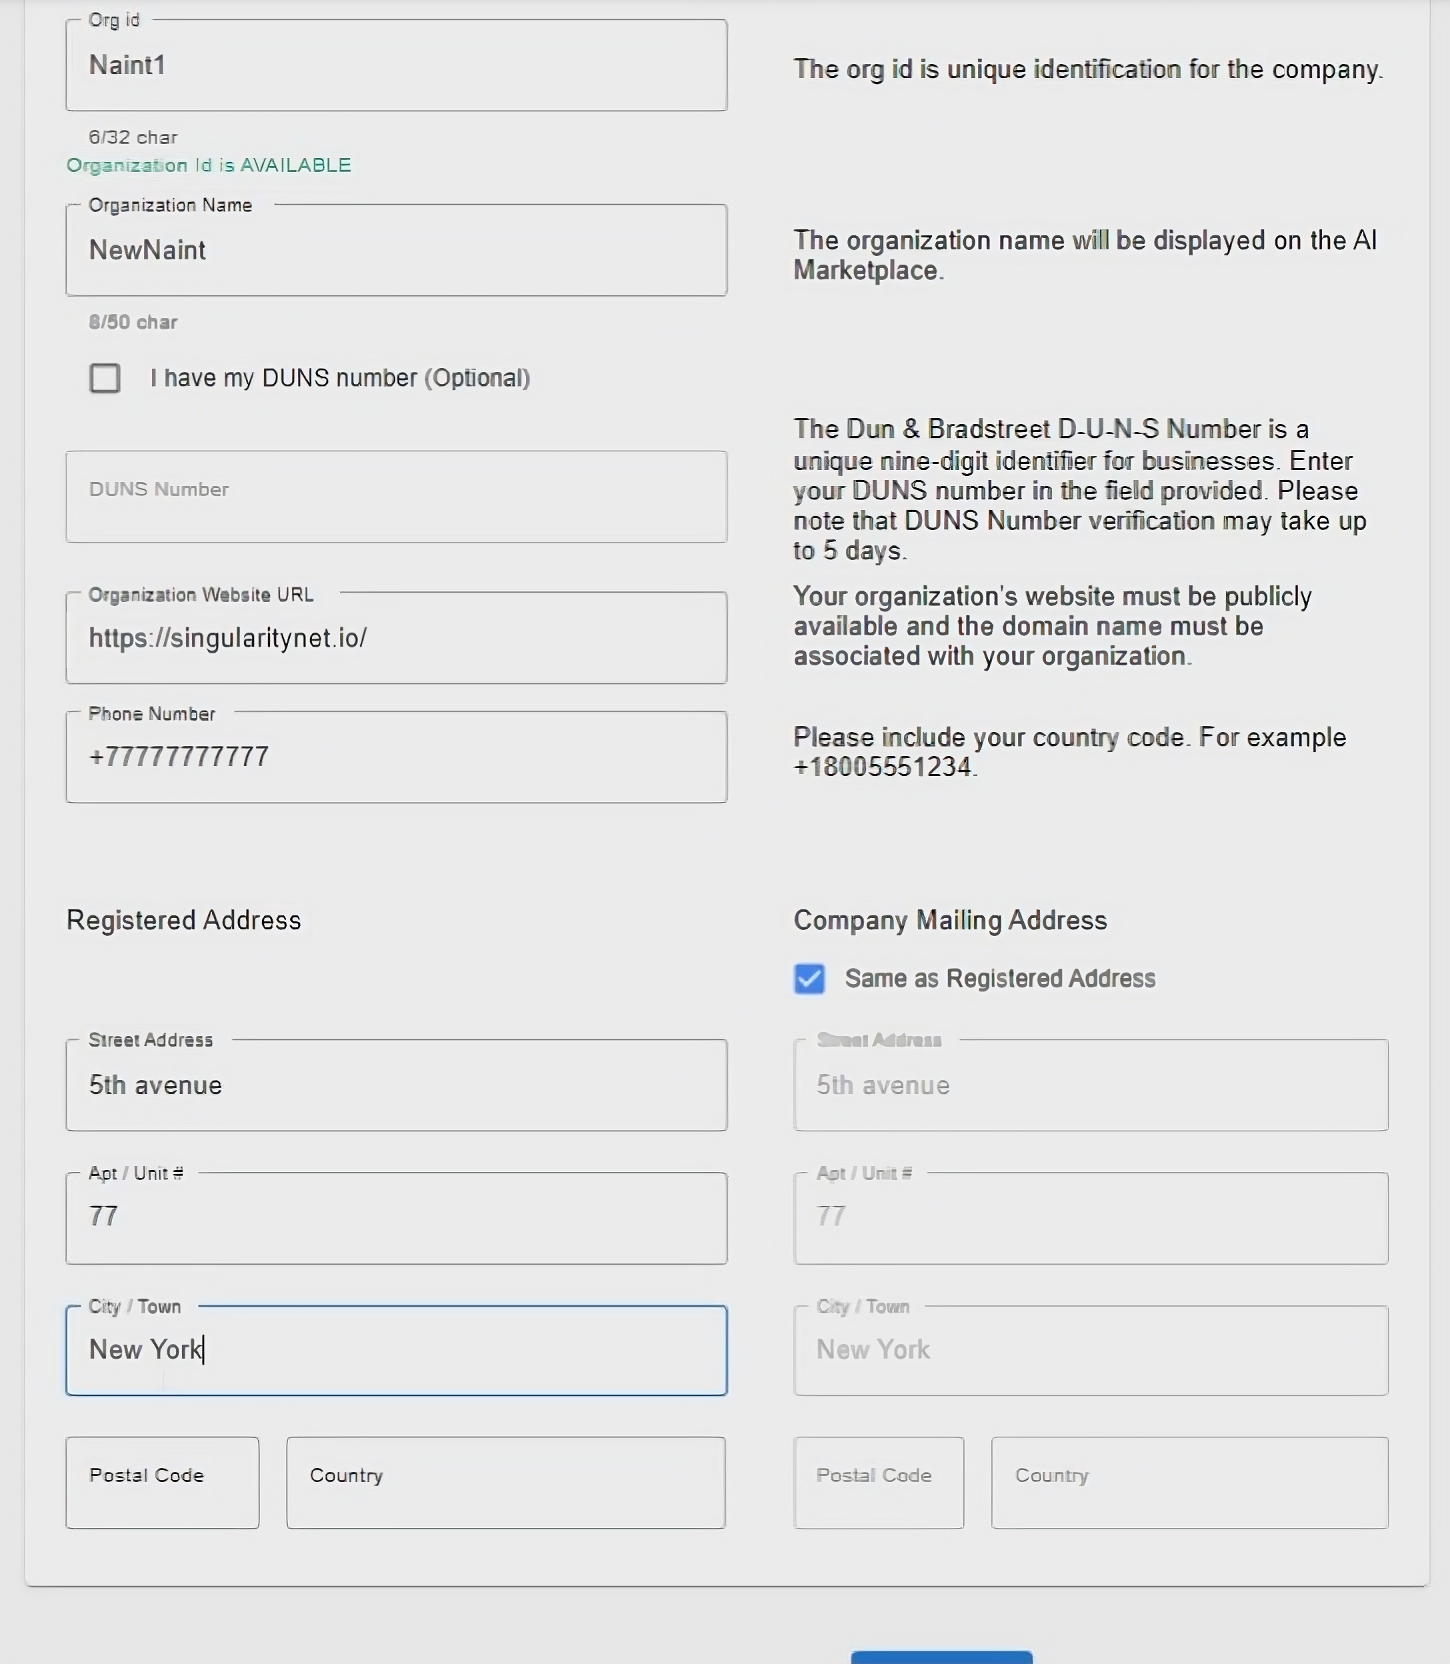 Org id
Naint1
The org id is unique identification for the company.
6/32 char
Organization Id is AVAILABLE
Organization Name
NewNaint
The organization name will be displayed on the AI
Marketplace.
8/50 char
I have my DUNS number (Optional)
DUNS Number
The Dun & Bradstreet D-U-N-S Number is a
unique nine-digit identifier for businesses. Enter
your DUNS number in the field provided. Please
note that DUNS Number verification may take up
to 5 days.
Organization Website URL
https://singularitynet.io/
Your organization's website must be publicly
available and the domain name must be
associated with your organization.
Phone Number
+77777777777
Please include your country code. For example
+18005551234.
Registered Address
Company Mailing Address
Same as Registered Address
Street Address
5th avenue
Street Address
5th avenue
Apt / Unit #
77
Apt / Unit #
77
City / Town
New York
City / Town
New York
Postal Code
Country
Postal Code
Country